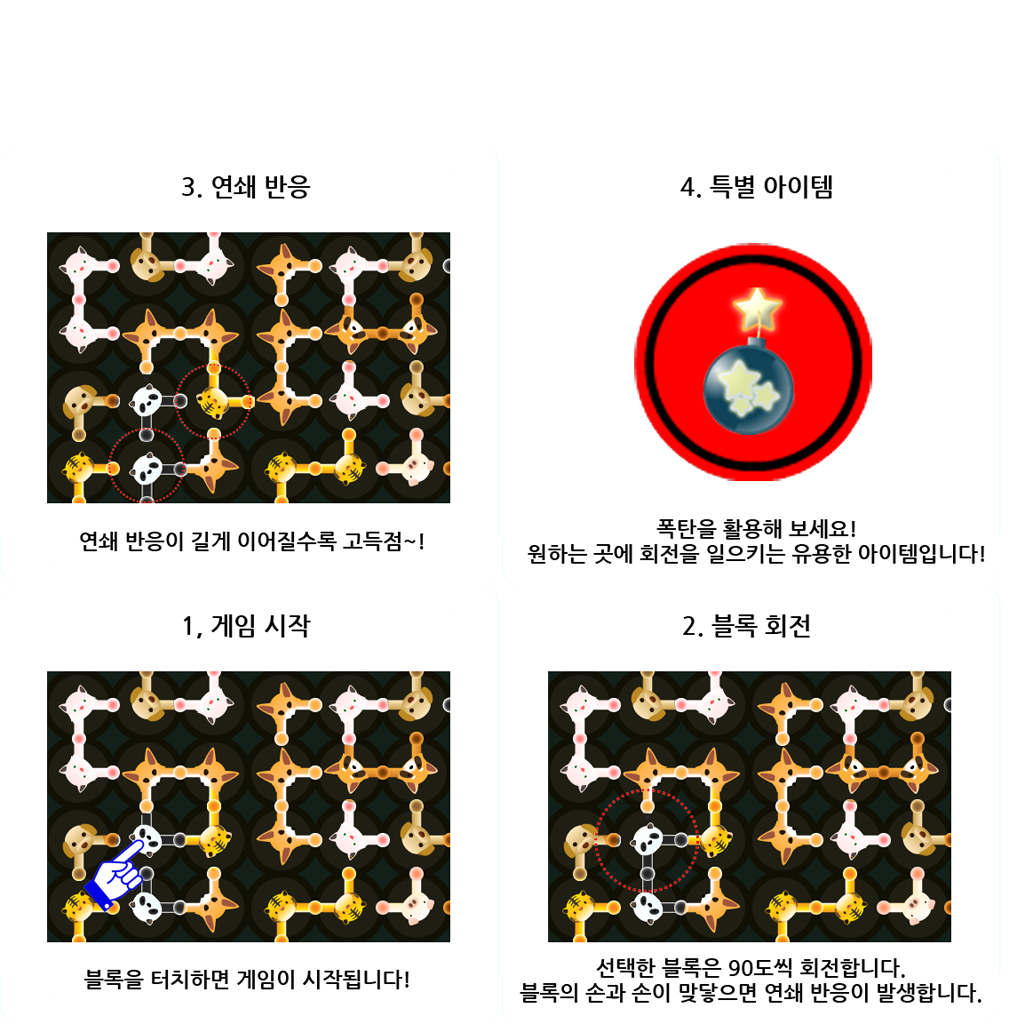 3. 연쇄 반응
연쇄 반응이 길게 이어질수록 고득점~!
4. 특별 아이템
폭탄을 활용해 보세요!
원하는 곳에 회전을 일으키는 유용한 아이템입니다!
1, 게임 시작
블록을 터치하면 게임이 시작됩니다!
2. 블록 회전
선택한 블록은 90도씩 회전합니다.
블록의 손과 손이 맞닿으면 연쇄 반응이 발생합니다.